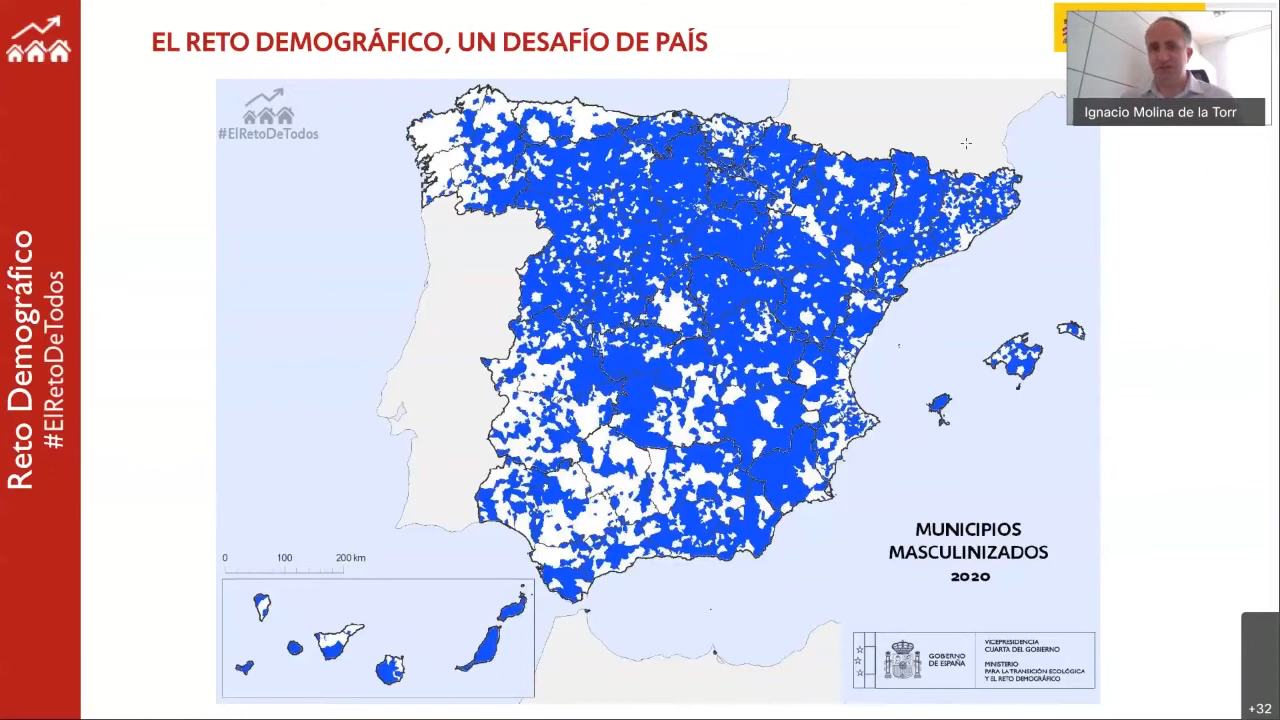 EL RETO DEMOGRÁFICO, UN DESAFÍO DE PAÍS
Ignacio Molina de la Torr
#ElRetoDeTodos
Reto Demográfico
#ElRetoDeTodos
MUNICIPIOS
MASCULINIZADOS
2020
0 100 200 km
GOBIERNO
DE ESPAÑA
VICEPRESIDENCIA
CUARTA DEL GOBIERNO
MINISTERIO
PARA LA TRANSICIÓN ECOLÓGICA
Y EL RETO DEMOGRÁFICO
+32